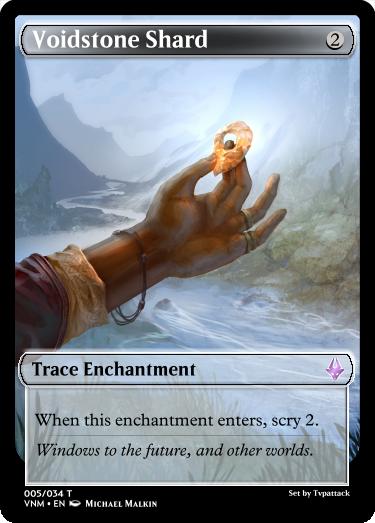 Voidstone Shard 2
Trace Enchantment
When this enchantment enters, scry 2.
Windows to the future, and other worlds.
005/034 T Set by Tvpattack
VNM • EN Michael Malkin